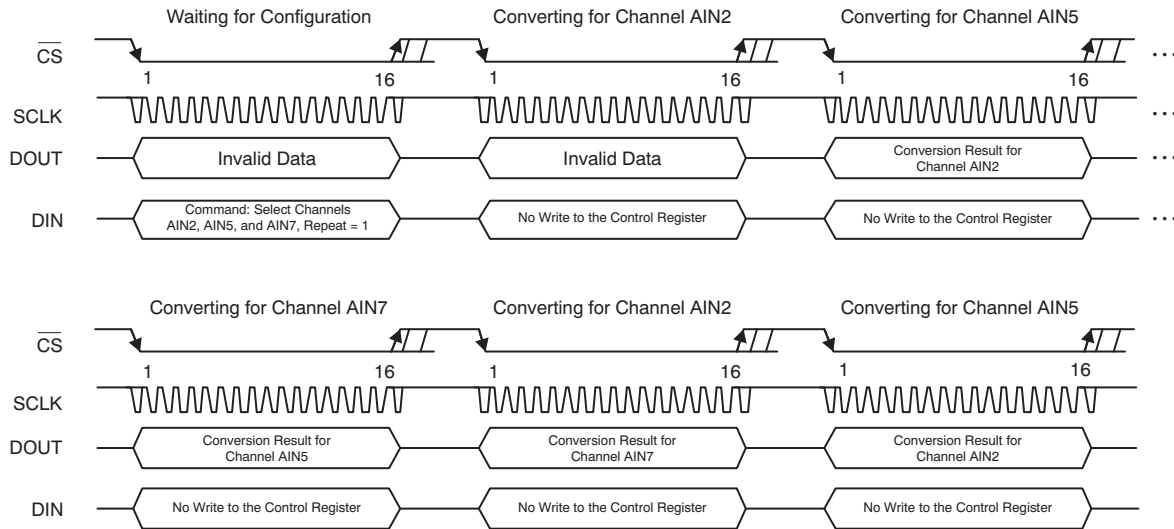 Waiting for Configuration
Converting for Channel AIN2
Converting for Channel AIN5
CS
1
16
1
16
1
16
...
SCLK
...
DOUT
Invalid Data
Invalid Data
Conversion Result for
Channel AIN2
...
DIN
Command: Select Channels
AIN2, AIN5, and AIN7, Repeat = 1
No Write to the Control Register
No Write to the Control Register
...
Converting for Channel AIN7
Converting for Channel AIN2
Converting for Channel AIN5
CS
1
16
1
16
1
16
SCLK
DOUT
Conversion Result for
Channel AIN5
Conversion Result for
Channel AIN7
Conversion Result for
Channel AIN2
DIN
No Write to the Control Register
No Write to the Control Register
No Write to the Control Register